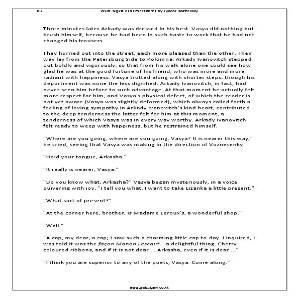 Three minutes later Arkady was dressed in his best. Vasya did nothing but
brush himself, because he had been in such haste to work that he had not
changed his trousers.
They hurried out into the street, each more pleased than the other. Their
way lay from the Petersburg Side to Kolomna. Arkady Ivanovitch stepped
out boldly and vigorously, so that from his walk alone one could see how
glad he was at the good fortune of his friend, who was more and more
radiant with happiness. Vasya trotted along with shorter steps, though his
deportment was none the less dignified. Arkady Ivanovitch, in fact, had
never seen him before to such advantage. At that moment he actually felt
more respect for him, and Vasya's physical defect, of which the reader is
not yet aware (Vasya was slightly deformed), which always called forth a
feeling of loving sympathy in Arkady Ivanovitch's kind heart, contributed
to the deep tenderness the latter felt for him at this moment, a
tenderness of which Vasya was in every way worthy. Arkady Ivanovitch
felt ready to weep with happiness, but he restrained himself.
"Where are you going, where are you going, Vasya? It is nearer this way,"
he cried, seeing that Vasya was making in the direction of Voznesenky.
"Hold your tongue, Arkasha."
"It really is nearer, Vasya."
"Do you know what, Arkasha?" Vasya began mysteriously, in a voice
quivering with joy, "I tell you what, I want to take Lizanka a little present."
"What sort of present?"
"At the corner here, brother, is Madame Leroux's, a wonderful shop."
"Well."
"A cap, my dear, a cap; I saw such a charming little cap to-day. I inquired, I
was told it was the façon Manon Lescaut—a delightful thing. Cherry-
coloured ribbons, and if it is not dear ... Arkasha, even if it is dear...."
"I think you are superior to any of the poets, Vasya. Come along."